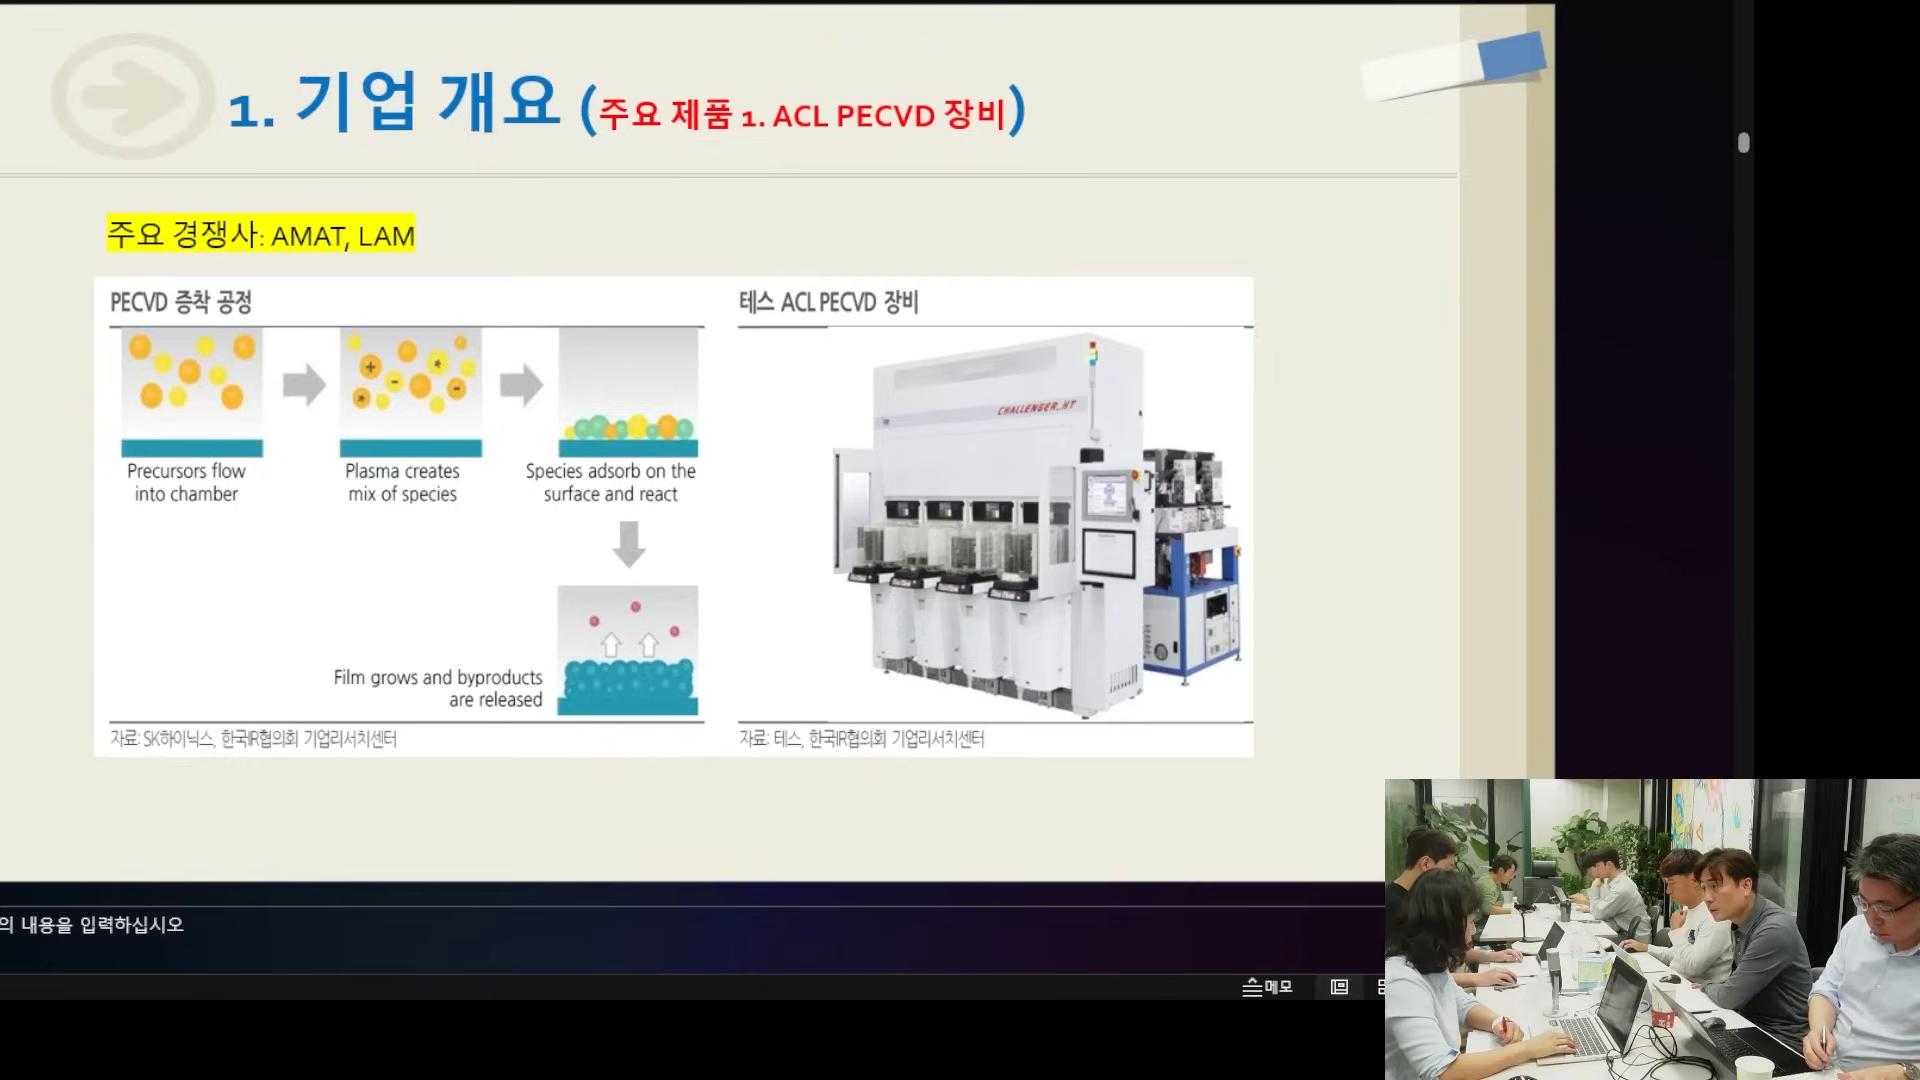 1. 기업 개요 (주요 제품 1. ACL PECVD 장비)
주요 경쟁사: AMAT, LAM
PECVD 증착 공정
Precursors flow
into chamber
Plasma creates
mix of species
Species adsorb on the
surface and react
Film grows and byproducts
are released
자료: SK하이닉스, 한국IR협의회 기업리서치센터
테스 ACL PECVD 장비
CHALLENGER_HT
자료: 테스, 한국IR협의회 기업리서치센터
의 내용을 입력하십시오
메모